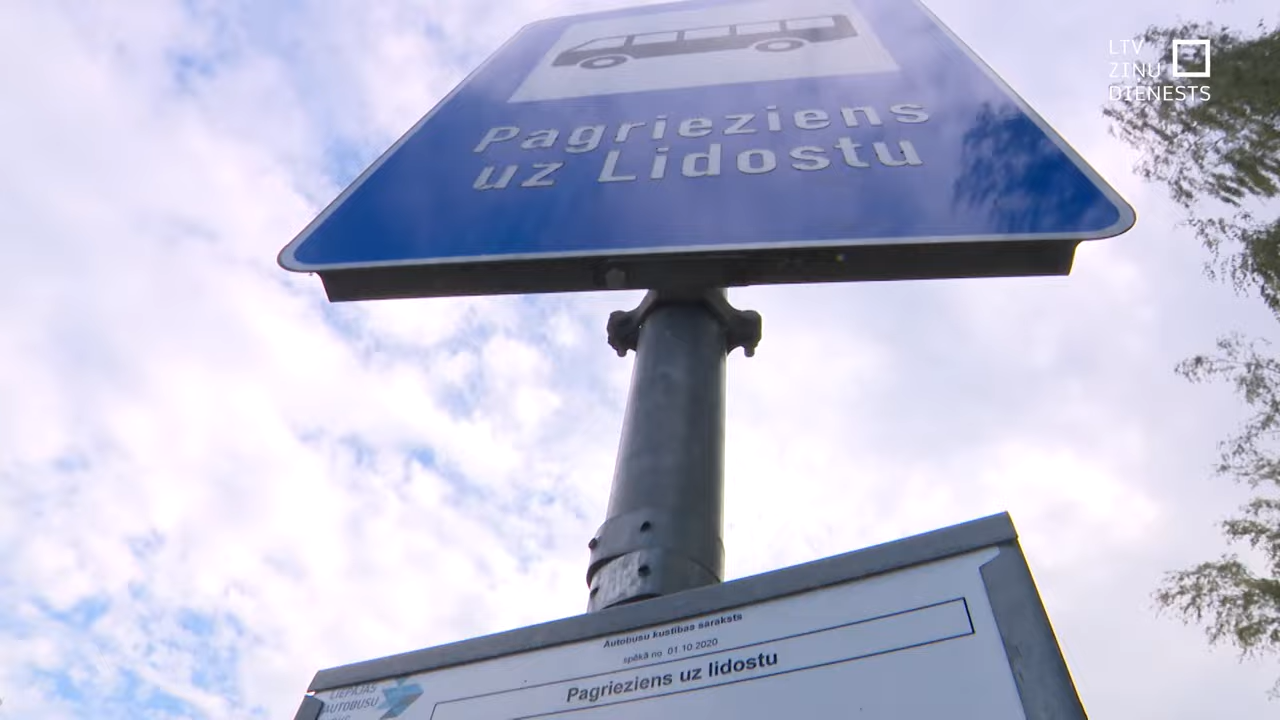 LTV
ZIŅU
DIENESTS
Pagrieziens
uz Lidostu
Autobusu kustības saraksts
spēkā no 01.10.2020
Pagrieziens uz lidostu
LIEPĀJAS
AUTOBUSU